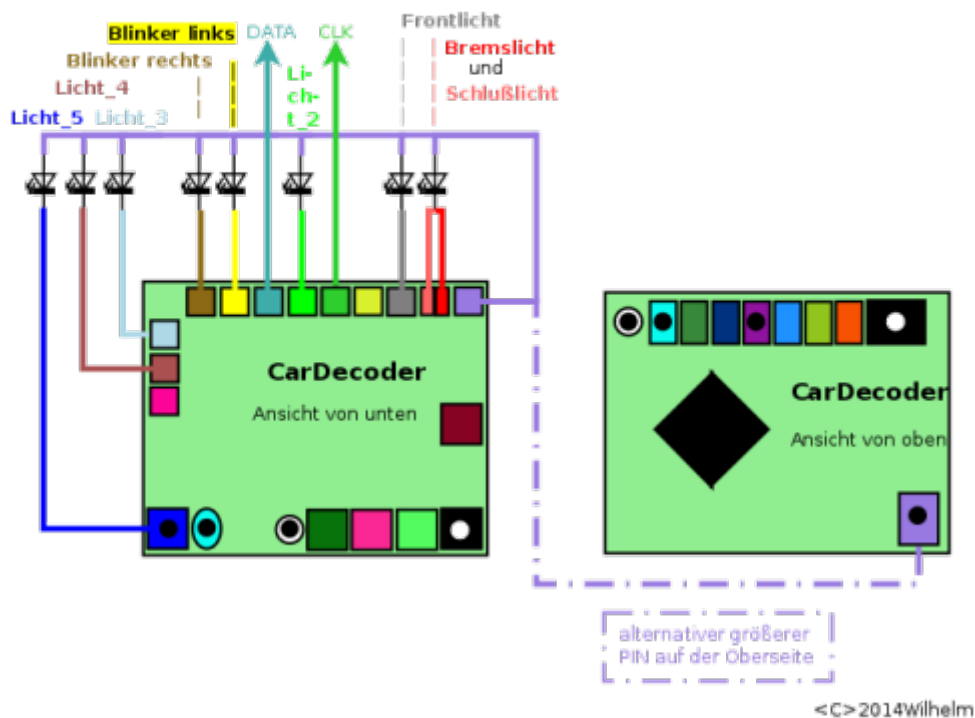 Frontlicht
Blinker links DATA CLK
Bremslicht
und
Schlußlicht
Blinker rechts
Li-
ch-
t_2
Licht_4
Licht_5 Licht_3
CarDecoder
Ansicht von unten
CarDecoder
Ansicht von oben
alternativer größerer
PIN auf der Oberseite
<C>2014Wilhelm